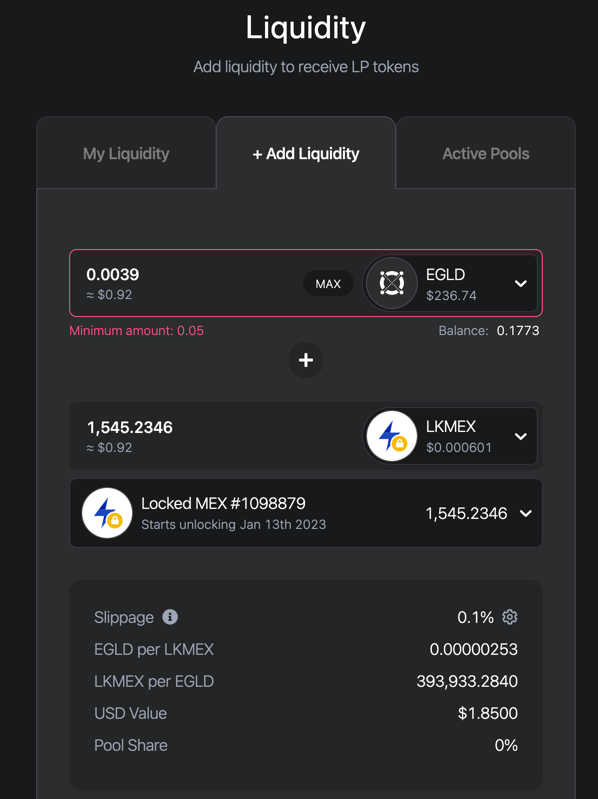 Liquidity
Add liquidity to receive LP tokens
My Liquidity + Add Liquidity Active Pools
0.0039 MAX EGLD
≈ $0.92 $236.74
Minimum amount: 0.05 Balance: 0.1773
+
1,545.2346 LKMEX
≈ $0.92 $0.000601
Locked MEX #1098879 1,545.2346
Starts unlocking Jan 13th 2023
Slippage 0.1%
EGLD per LKMEX 0.00000253
LKMEX per EGLD 393,933.2840
USD Value $1.8500
Pool Share 0%